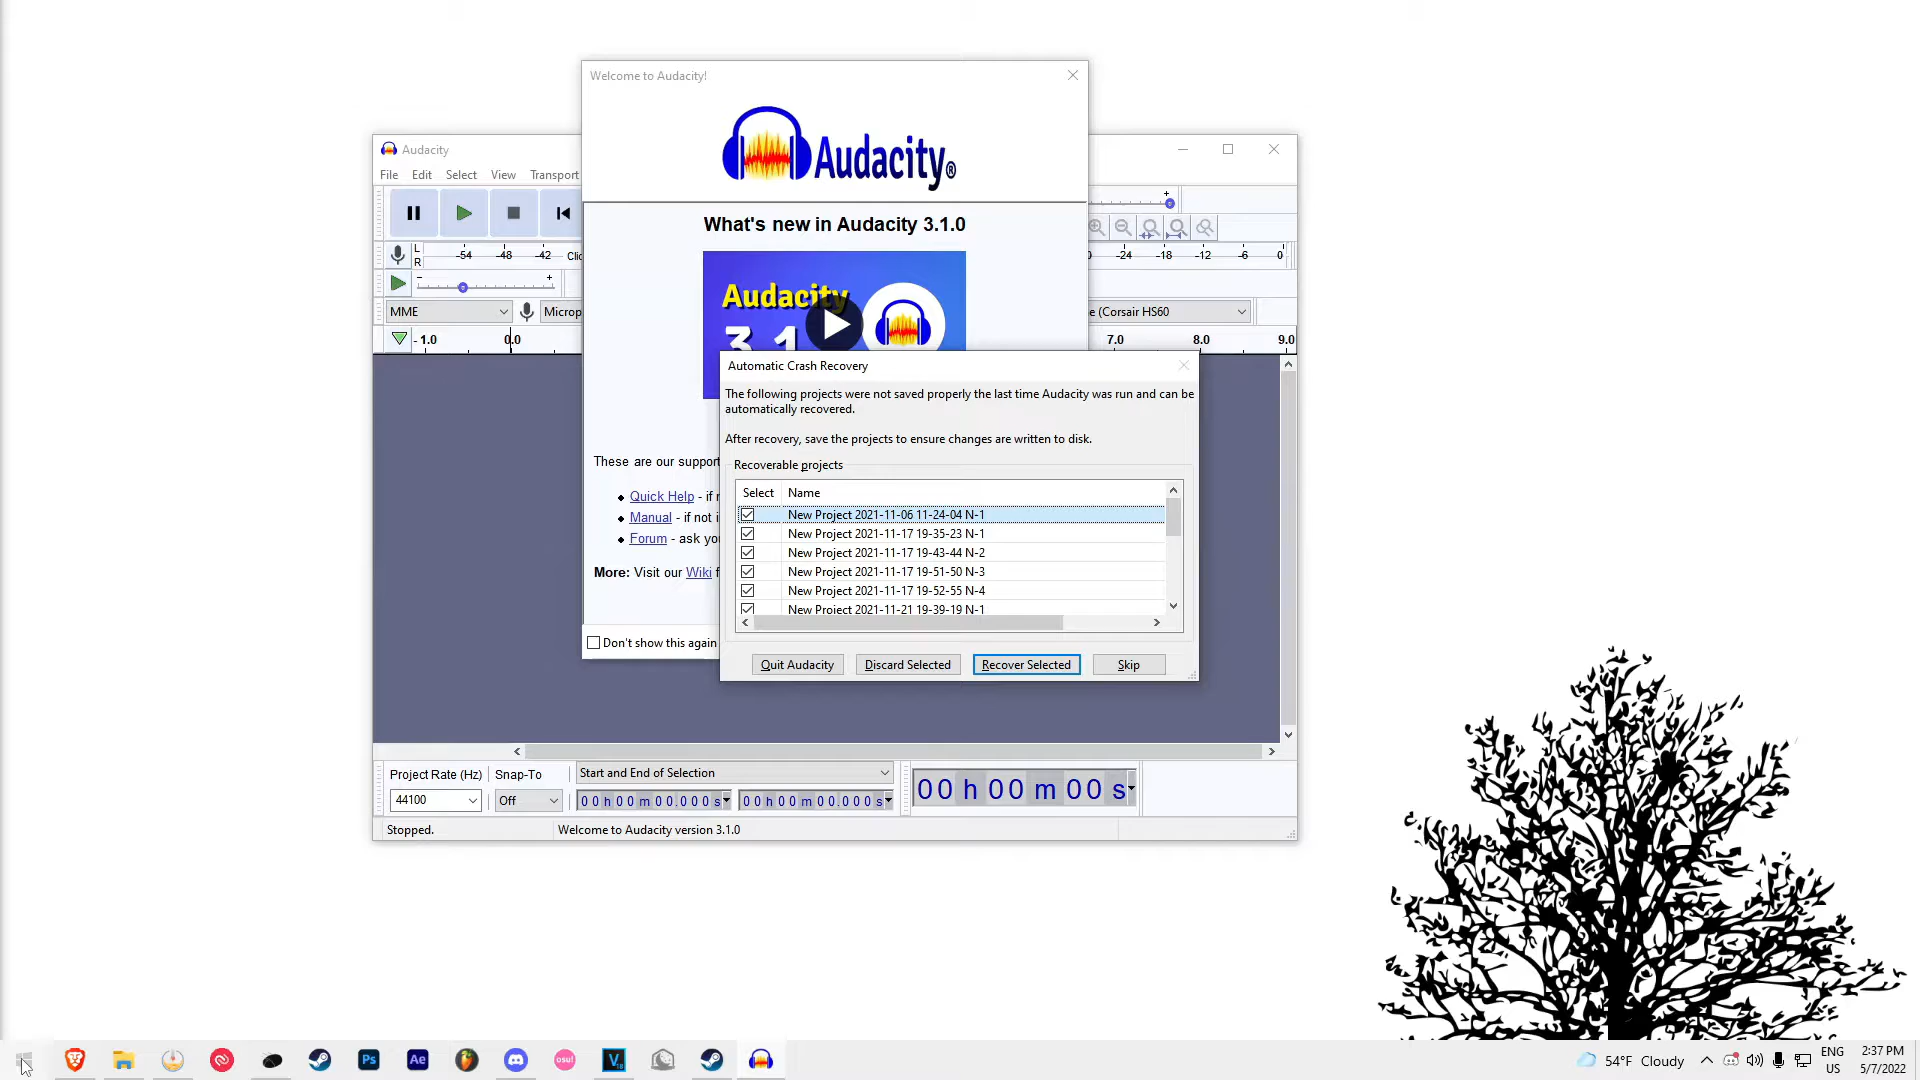 Welcome to Audacity!
Audacity®
Audacity
File Edit Select View Transport
What's new in Audacity 3.1.0
Audacity
3.1
L
R
-54 -48 -42 Clic
-24 -18 -12 -6 0
- +
+
MME
Microp
e (Corsair HS60
- 1.0 0.0 7.0 8.0 9.0
Automatic Crash Recovery
The following projects were not saved properly the last time Audacity was run and can be
automatically recovered.
After recovery, save the projects to ensure changes are written to disk.
Recoverable projects
Select Name
New Project 2021-11-06 11-24-04 N-1
New Project 2021-11-17 19-35-23 N-1
New Project 2021-11-17 19-43-44 N-2
New Project 2021-11-17 19-51-50 N-3
New Project 2021-11-17 19-52-55 N-4
New Project 2021-11-21 19-39-19 N-1
Quit Audacity Discard Selected Recover Selected Skip
These are our support
Quick Help - if n
Manual - if not i
Forum - ask you
More: Visit our Wiki f
Don't show this again
Project Rate (Hz) Snap-To Start and End of Selection
44100 Off 00 h 00 m 00.000 s 00 h 00 m 00.000 s 00 h 00 m 00 s
Stopped. Welcome to Audacity version 3.1.0
Ps Ae osu! V
54°F Cloudy ENG
US
2:37 PM
5/7/2022